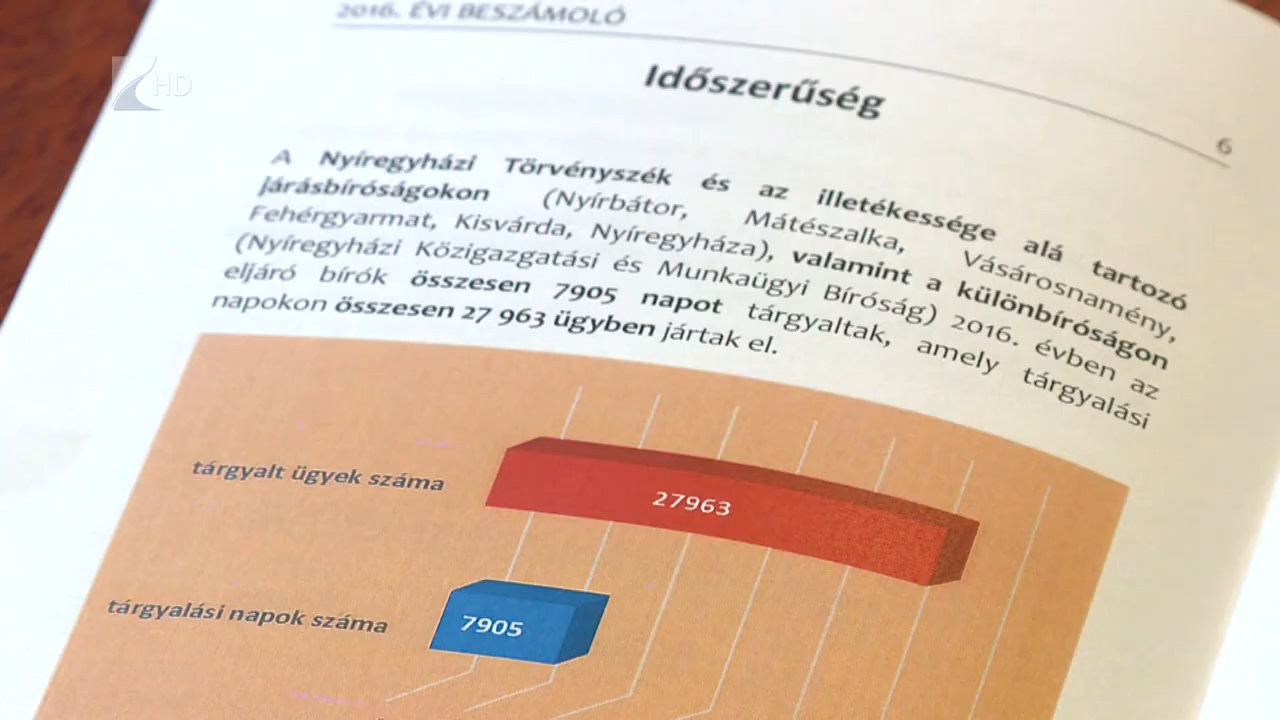 HD
2016. ÉVI BESZÁMOLÓ
6
Időszerűség
A Nyíregyházi Törvényszék és az illetékessége alá tartozó
járásbíróságokon (Nyírbátor, Mátészalka, Vásárosnamény,
Fehérgyarmat, Kisvárda, Nyíregyháza), valamint a különbíróságon
(Nyíregyházi Közigazgatási és Munkaügyi Bíróság) 2016. évben az
eljáró bírók összesen 7905 napot tárgyaltak, amely tárgyalási
napokon összesen 27 963 ügyben jártak el.
tárgyalt ügyek száma
27963
tárgyalási napok száma
7905